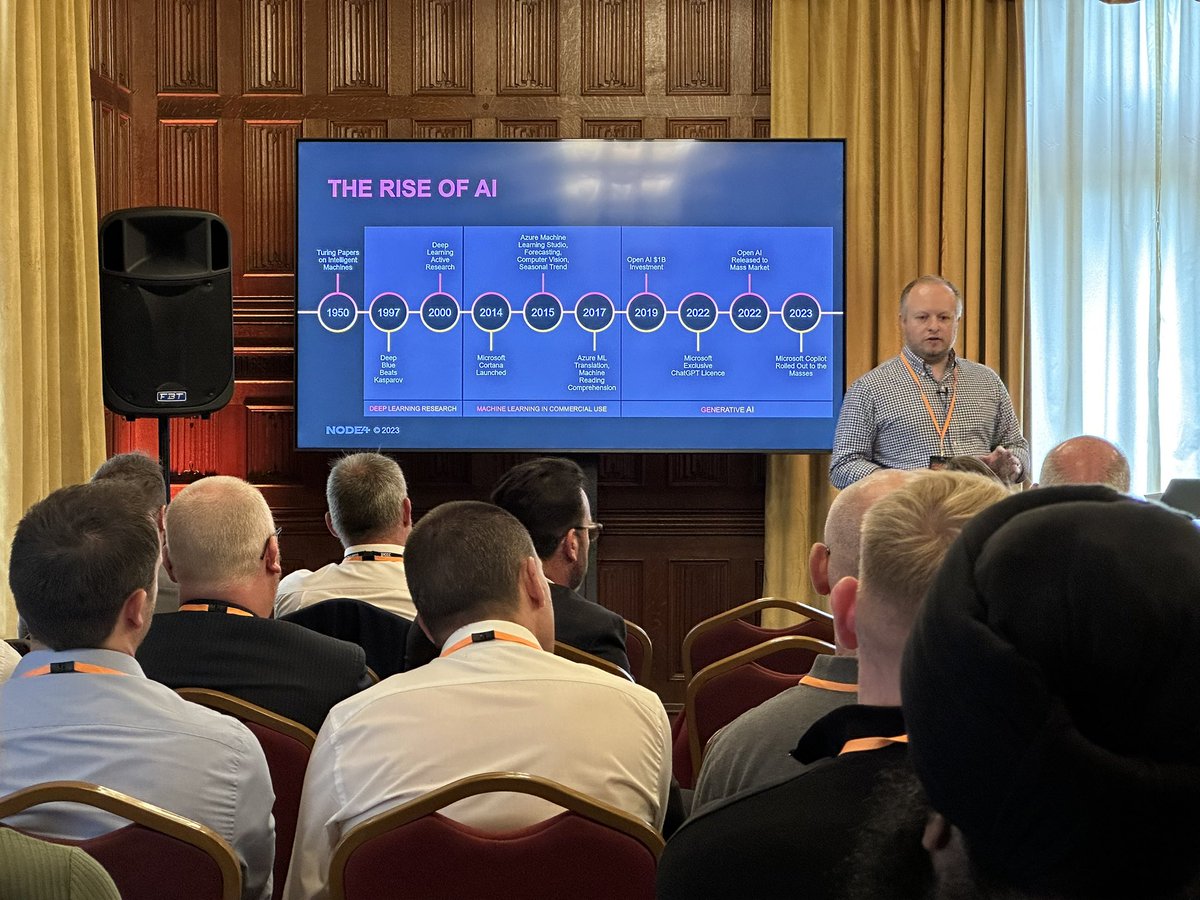 THE RISE OF AI
Turing Papers
on Intelligent
Machines
1950
1997
Deep
Blue
Beats
Kasparov
Deep
Learning
Active
Research
2000
2014
Microsoft
Cortana
Launched
Azure Machine
Learning Studio,
Forecasting,
Computer Vision,
Seasonal Trend
2015
2017
Azure ML
Translation,
Machine
Reading
Comprehension
Open AI $1B
Investment
2019
2022
Microsoft
Exclusive
ChatGPT Licence
Open AI
Released to
Mass Market
2022
2023
Microsoft Copilot
Rolled Out to the
Masses
DEEP LEARNING RESEARCH
MACHINE LEARNING IN COMMERCIAL USE
GENERATIVE AI
NODE4 © 2023
FBT